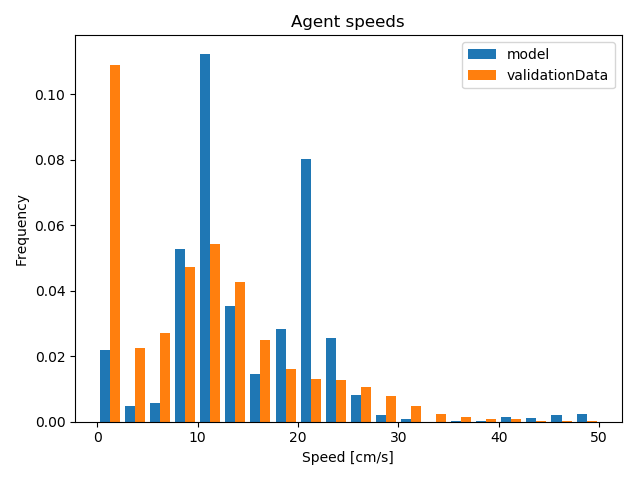 Agent speeds
model
validationData
0.10
0.08
0.06
0.04
0.02
0.00
Frequency
0
10
20
30
40
50
Speed [cm/s]